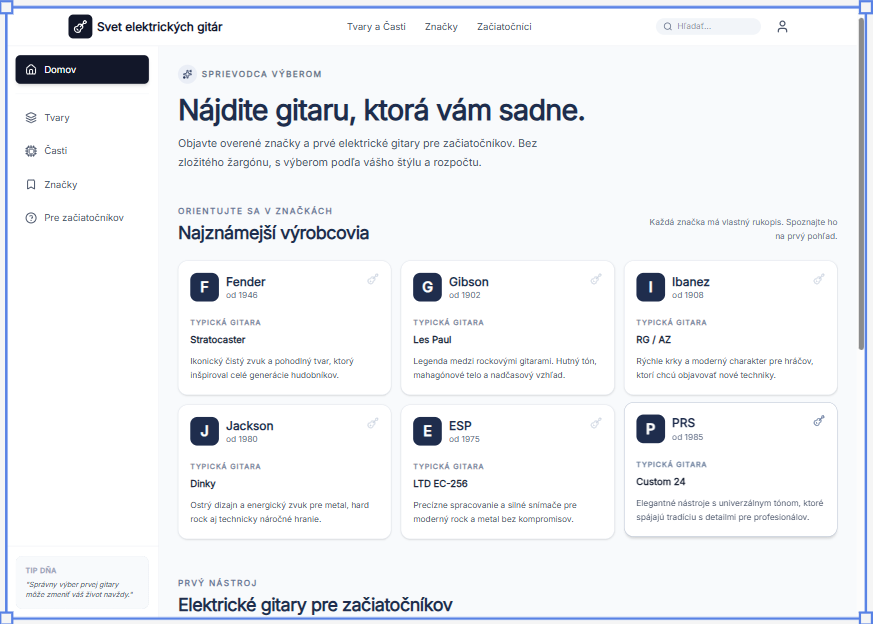 Svet elektrických gitár
Tvary a Časti
Značky
Začiatočníci
Hľadať...
Domov
Tvary
Časti
Značky
Pre začiatočníkov
TIP DŇA
"Správny výber prvej gitary
môže zmeniť váš život navždy."
SPRIEVODCA VÝBEROM
Nájdite gitaru, ktorá vám sadne.
Objavte overené značky a prvé elektrické gitary pre začiatočníkov. Bez
zložitého žargónu, s výberom podľa vášho štýlu a rozpočtu.
ORIENTUJTE SA V ZNAČKÁCH
Najznámejší výrobcovia
Každá značka má vlastný rukopis. Spoznajte ho
na prvý pohľad.
F
Fender
od 1946
TYPICKÁ GITARA
Stratocaster
Ikonický čistý zvuk a pohodlný tvar, ktorý
inšpiroval celé generácie hudobníkov.
G
Gibson
od 1902
TYPICKÁ GITARA
Les Paul
Legenda medzi rockovými gitarami. Hutný tón,
mahagónové telo a nadčasový vzhľad.
I
Ibanez
od 1908
TYPICKÁ GITARA
RG / AZ
Rýchle krky a moderný charakter pre hráčov,
ktorí chcú objavovať nové techniky.
J
Jackson
od 1980
TYPICKÁ GITARA
Dinky
Ostrý dizajn a energický zvuk pre metal, hard
rock aj technicky náročné hranie.
E
ESP
od 1975
TYPICKÁ GITARA
LTD EC-256
Precízne spracovanie a silné snímače pre
moderný rock a metal bez kompromisov.
P
PRS
od 1985
TYPICKÁ GITARA
Custom 24
Elegantné nástroje s univerzálnym tónom, ktoré
spájajú tradíciu s detailmi pre profesionálov.
PRVÝ NÁSTROJ
Elektrické gitary pre začiatočníkov